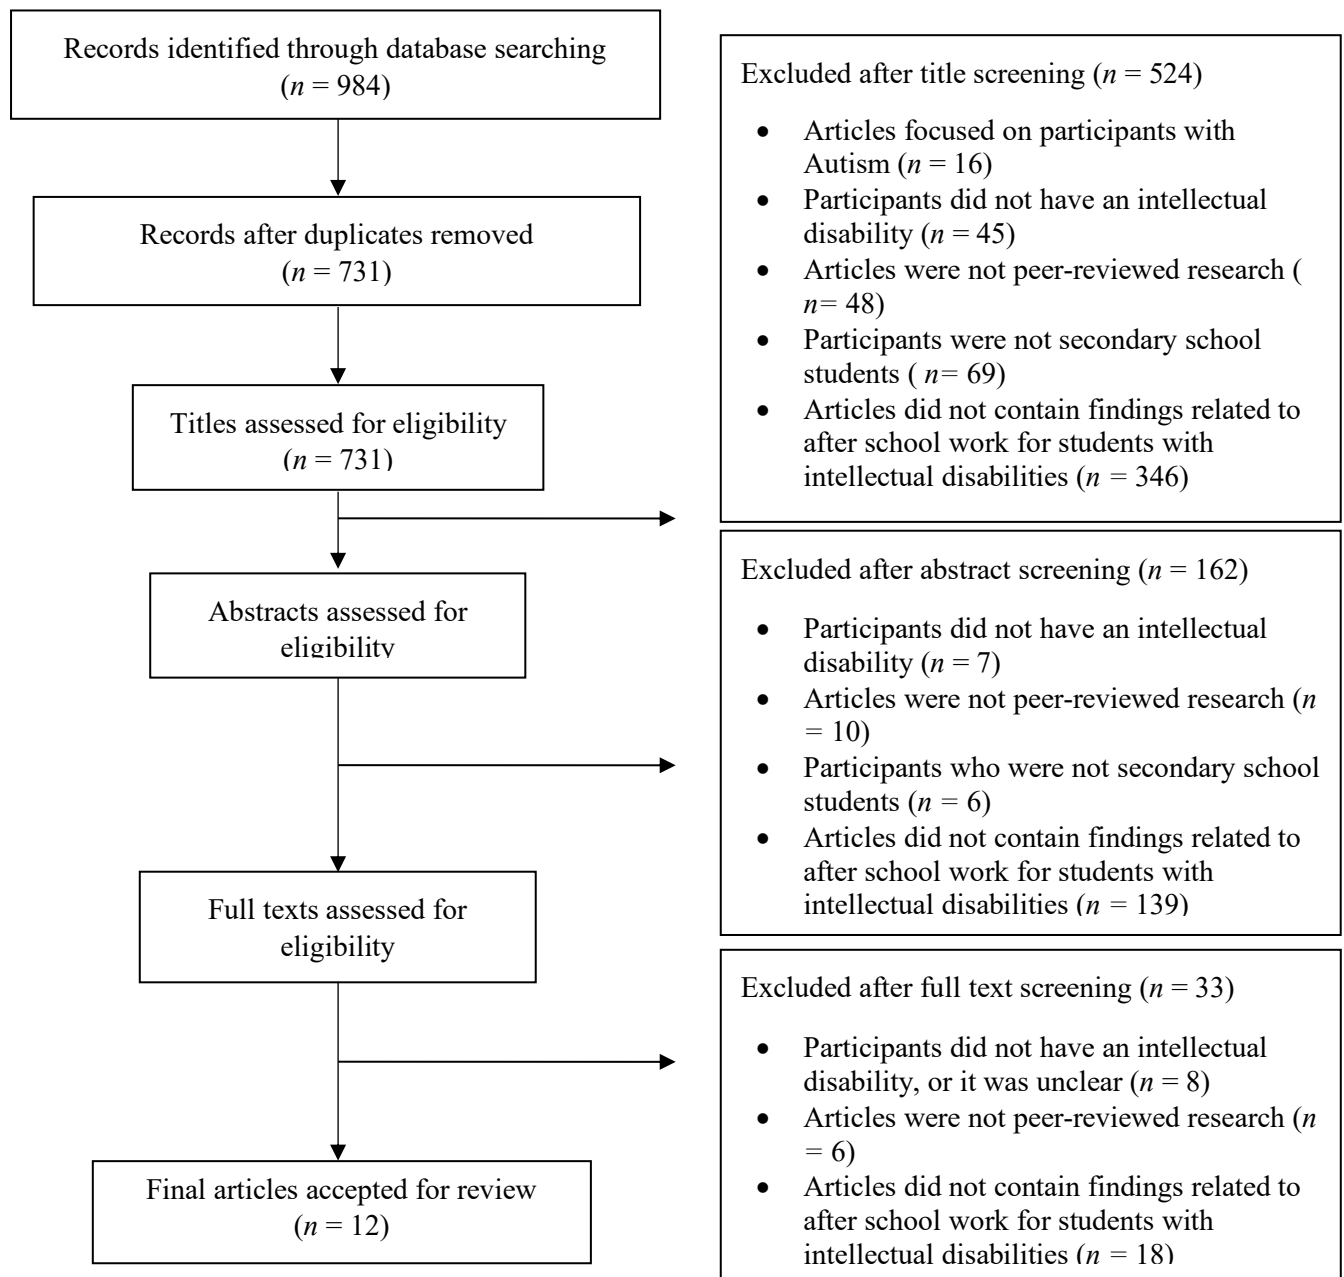 Records identified through database searching
(n = 984)
Records after duplicates removed
(n = 731)
Titles assessed for eligibility
(n = 731)
Abstracts assessed for
eligibility
Full texts assessed for
eligibility
Final articles accepted for review
(n = 12)
Excluded after title screening (n = 524)
• Articles focused on participants with
Autism (n = 16)
• Participants did not have an intellectual
disability (n = 45)
• Articles were not peer-reviewed research (
n= 48)
• Participants were not secondary school
students ( n= 69)
• Articles did not contain findings related to
after school work for students with
intellectual disabilities (n = 346)
Excluded after abstract screening (n = 162)
• Participants did not have an intellectual
disability (n = 7)
• Articles were not peer-reviewed research (n
= 10)
• Participants who were not secondary school
students (n = 6)
• Articles did not contain findings related to
after school work for students with
intellectual disabilities (n = 139)
Excluded after full text screening (n = 33)
• Participants did not have an intellectual
disability, or it was unclear (n = 8)
• Articles were not peer-reviewed research (n
= 6)
• Articles did not contain findings related to
after school work for students with
intellectual disabilities (n = 18)